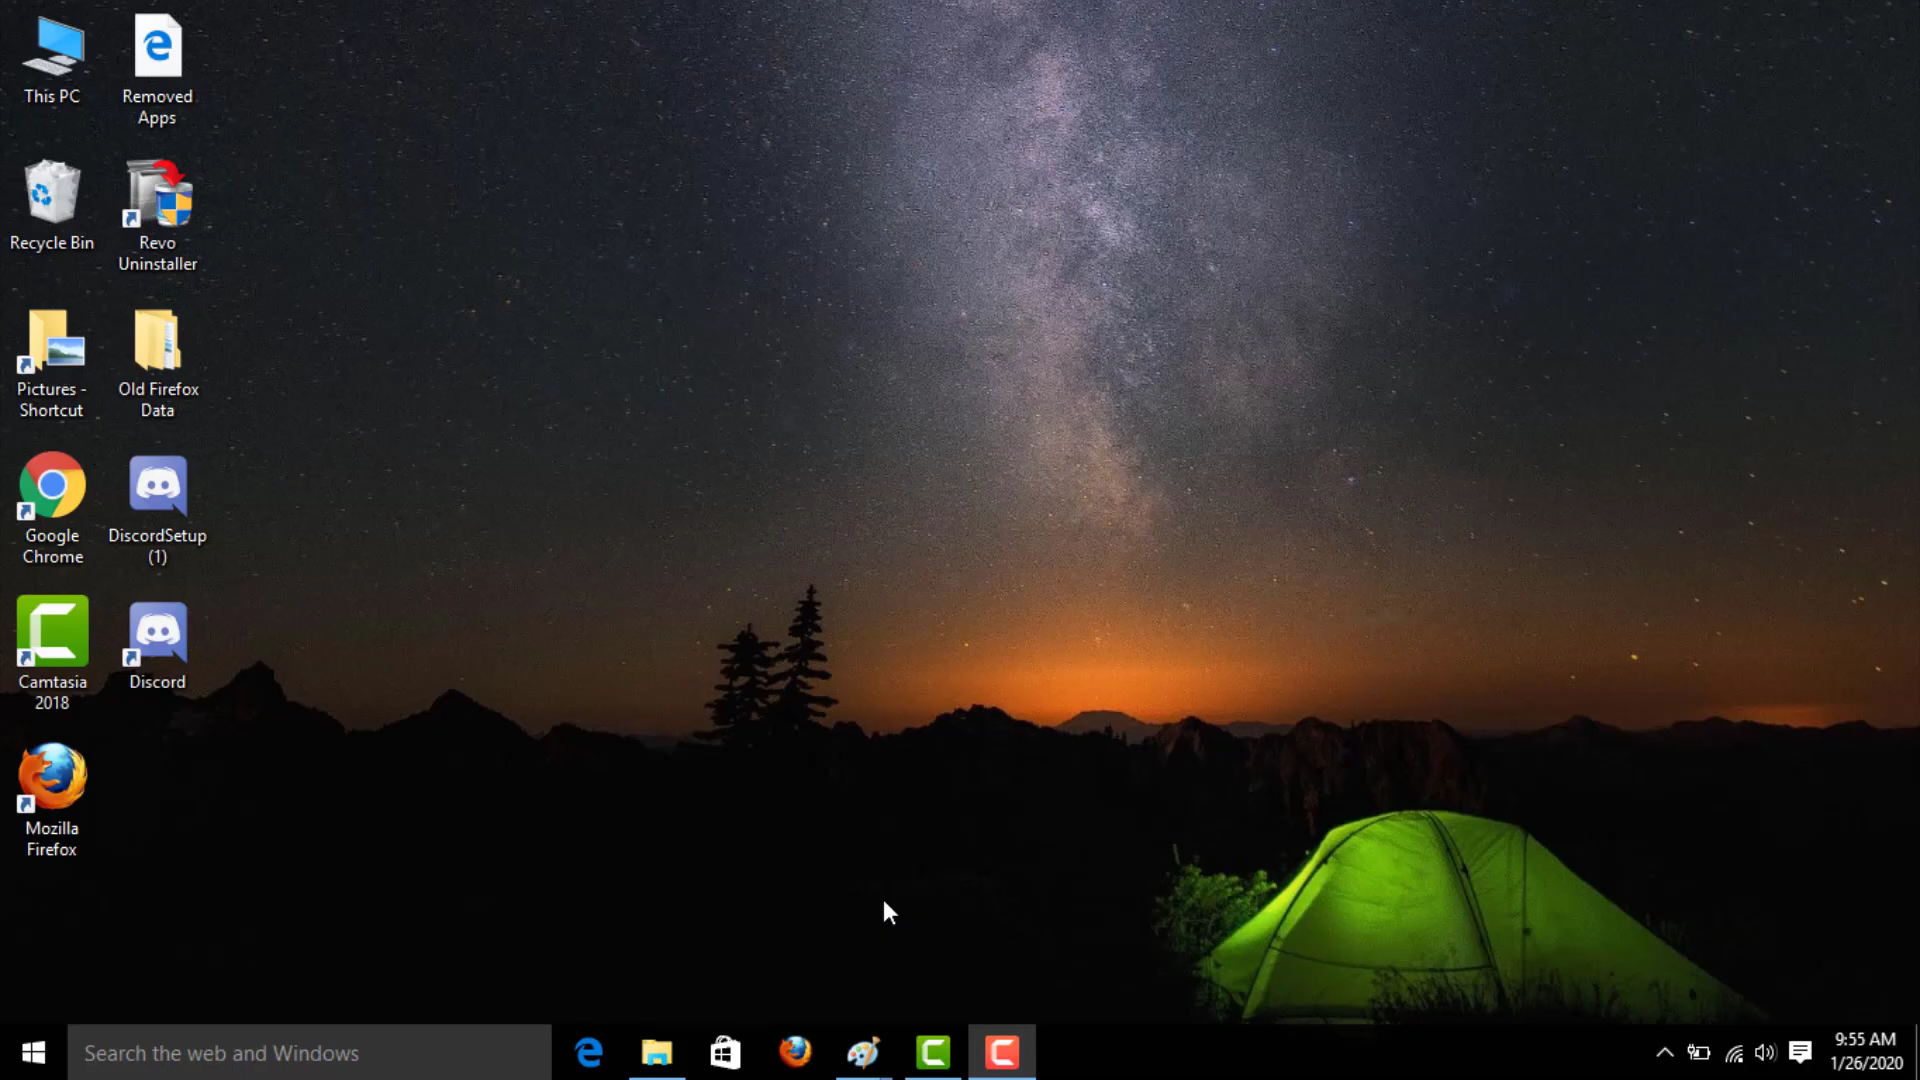 This PC
Removed
Apps
Recycle Bin
Revo
Uninstaller
Pictures -
Shortcut
Old Firefox
Data
Google
Chrome
DiscordSetup
(1)
Camtasia
2018
Discord
Mozilla
Firefox
Search the web and Windows
9:55 AM
1/26/2020